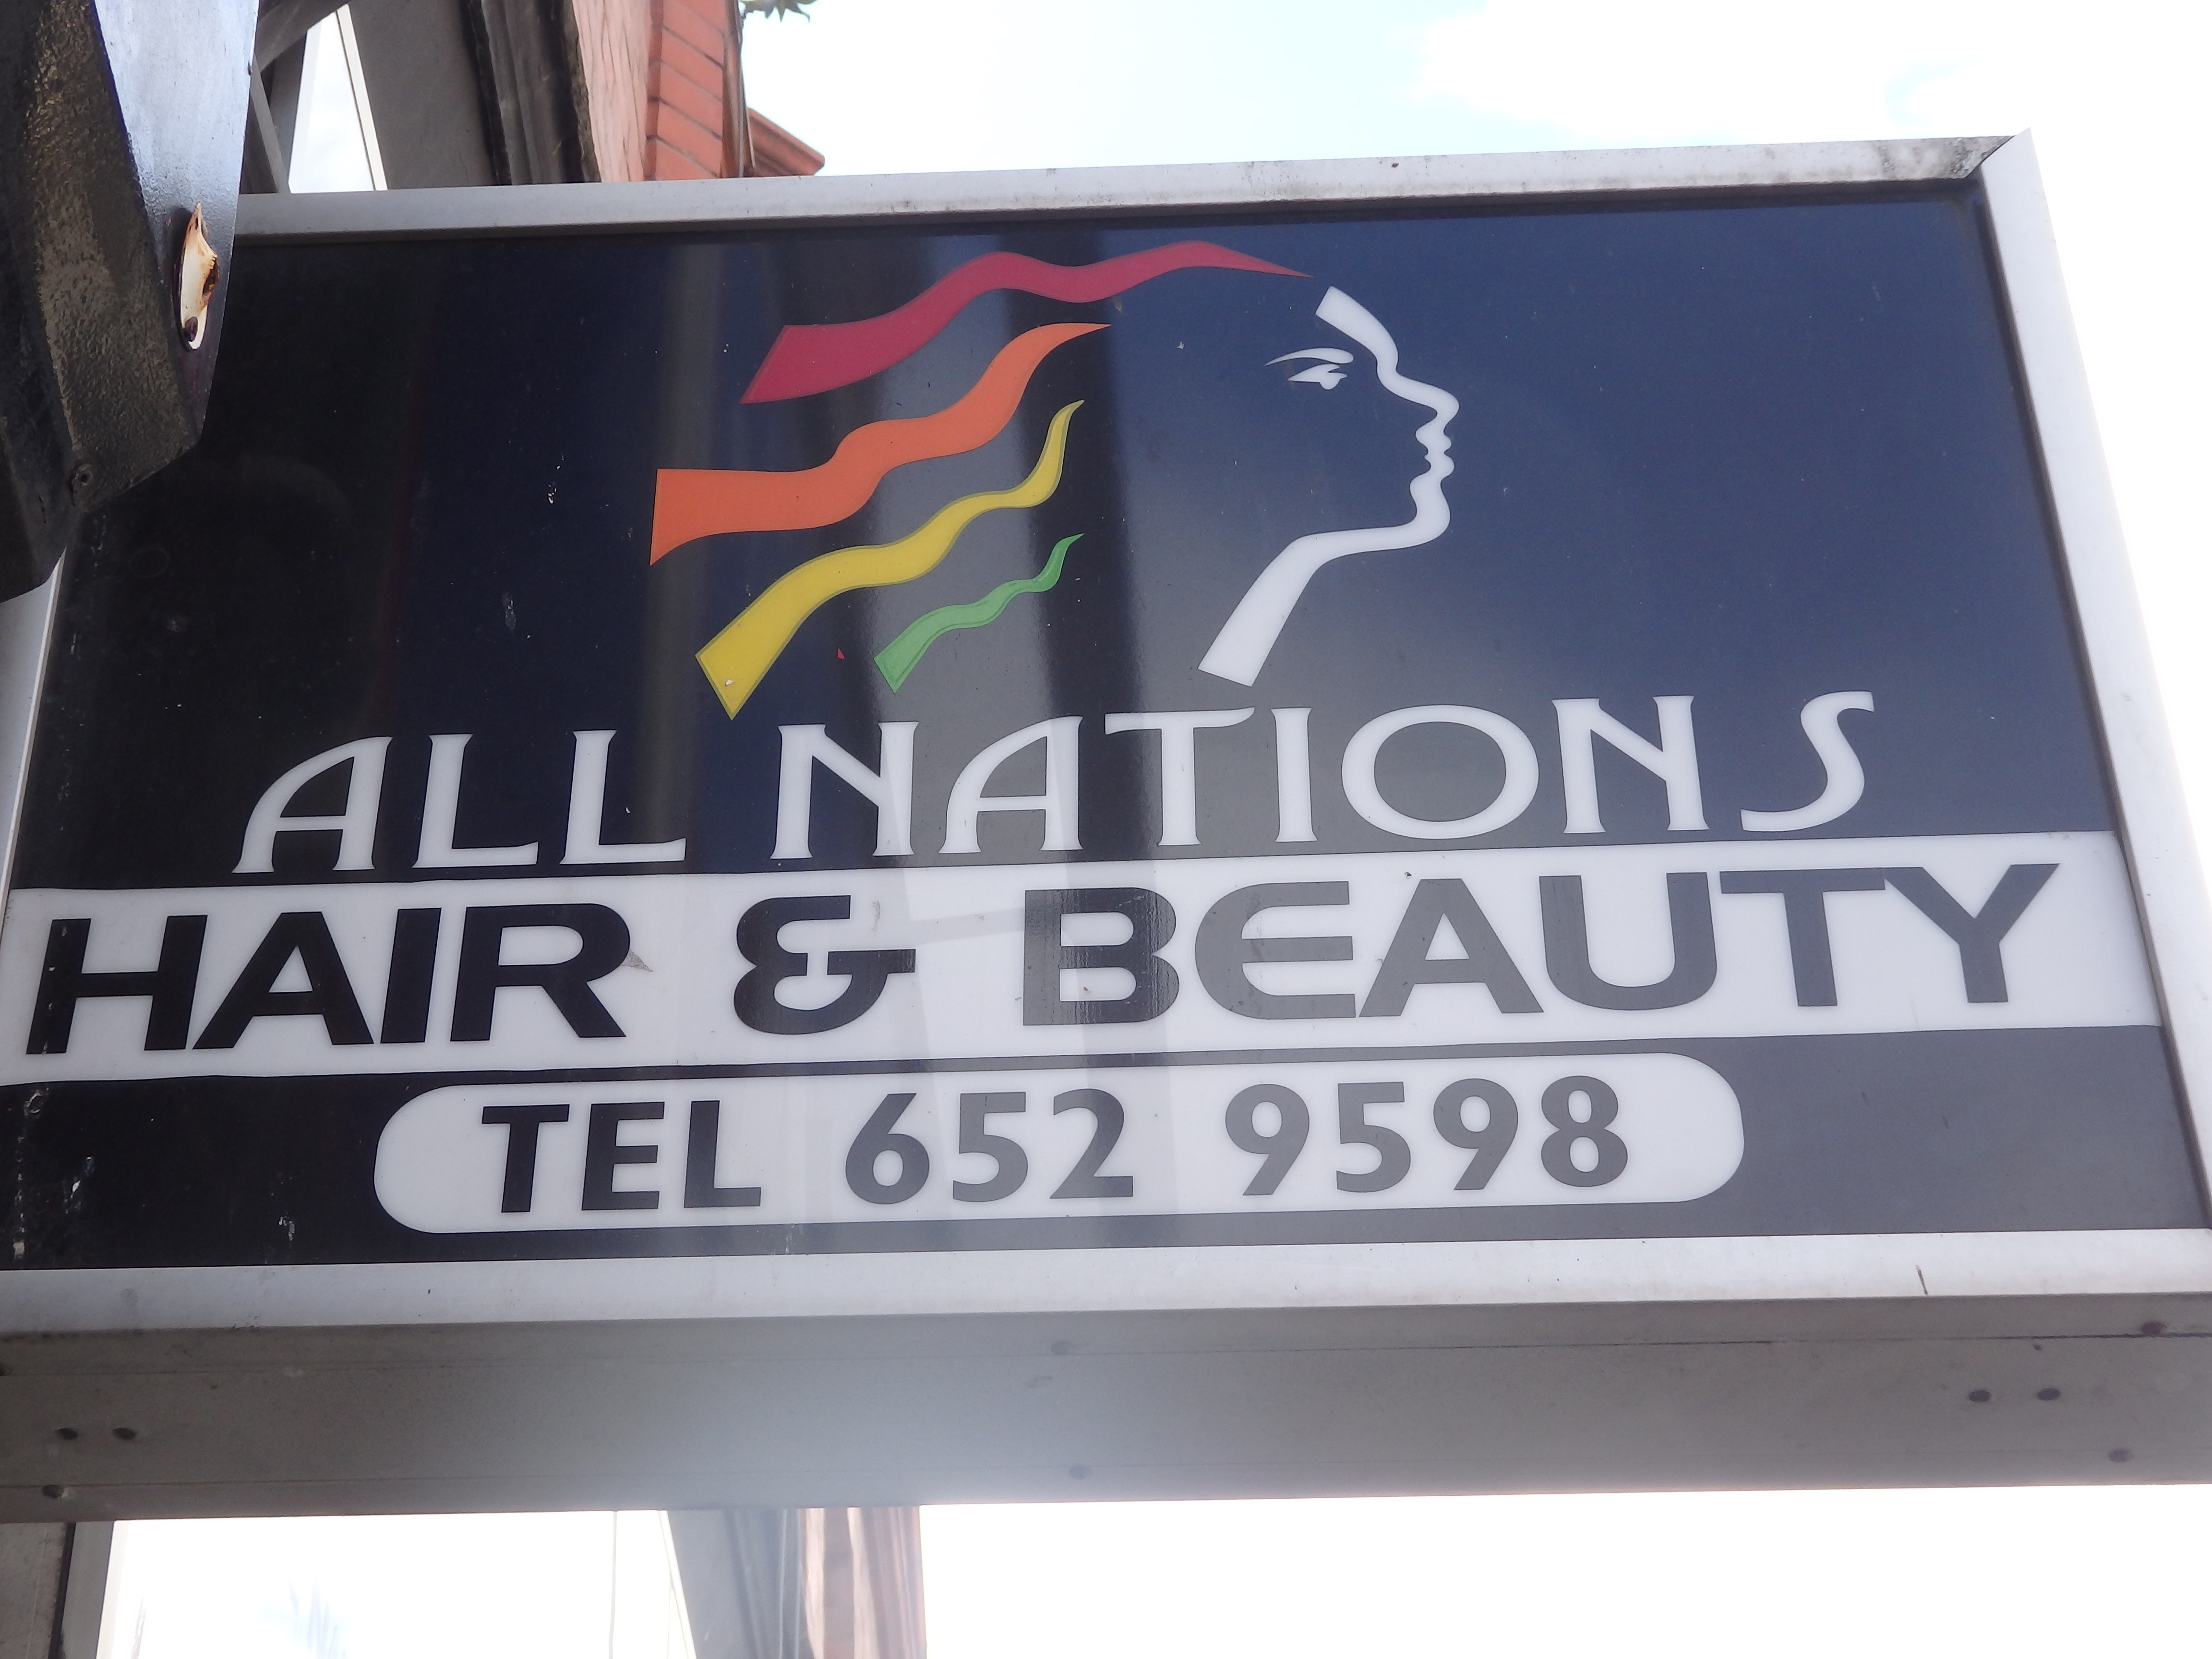 ALL NATIONS
HAIR & BEAUTY
TEL 652 9598